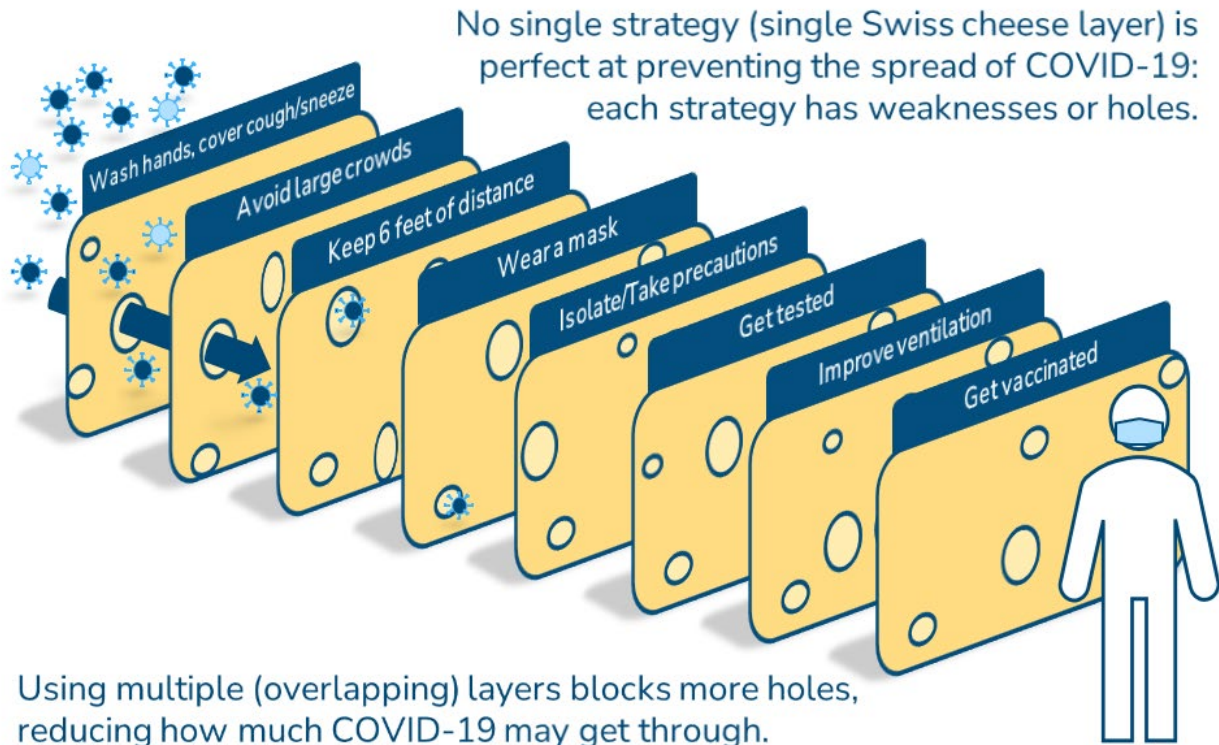 No single strategy (single Swiss cheese layer) is
perfect at preventing the spread of COVID-19:
each strategy has weaknesses or holes.
Wash hands, cover cough/sneeze
Avoid large crowds
Keep 6 feet of distance
Wear a mask
Isolate/Take precautions
Get tested
Improve ventilation
Get vaccinated
Using multiple (overlapping) layers blocks more holes,
reducing how much COVID-19 may get through.